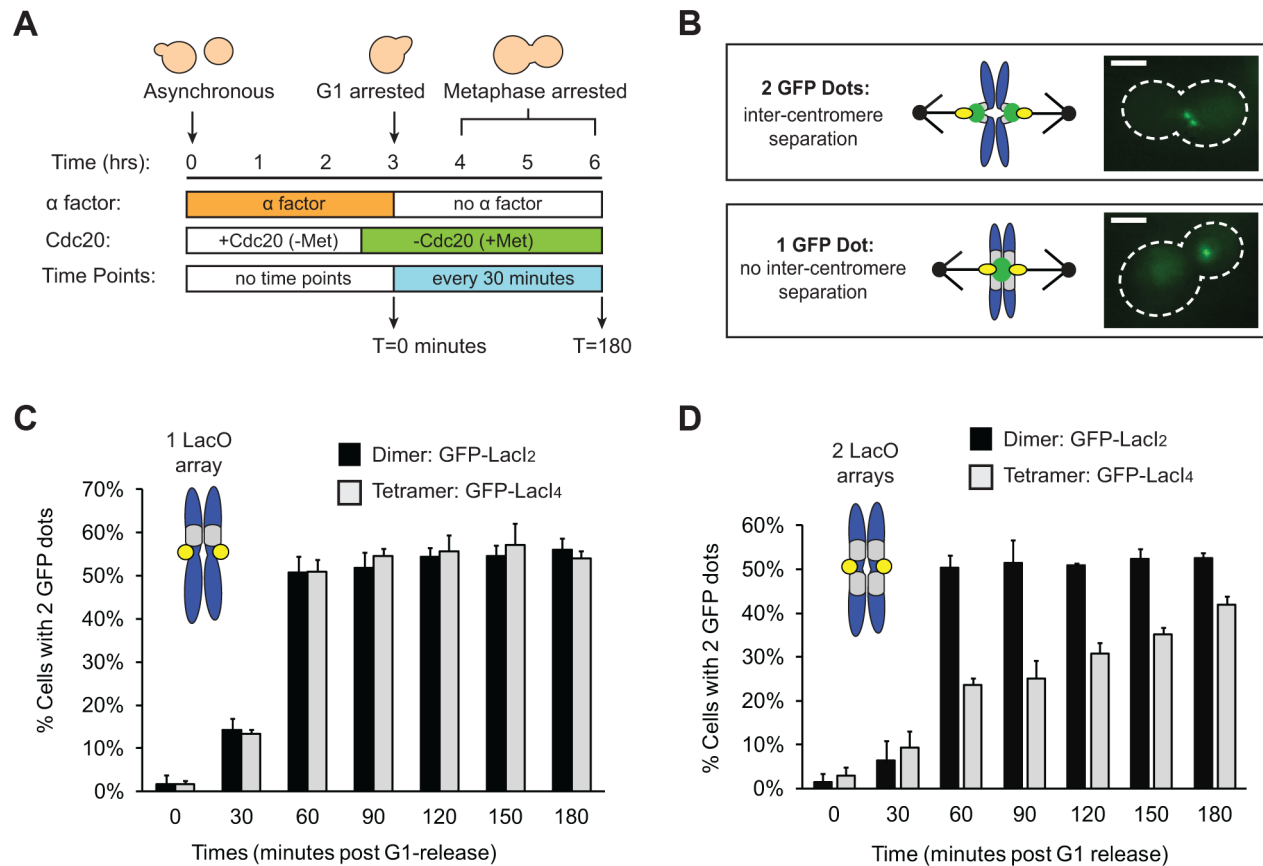 A
Asynchronous
G1 arrested
Metaphase arrested
Time (hrs):
0 1 2 3 4 5 6
α factor:
α factor
no α factor
Cdc20:
+Cdc20 (-Met)
-Cdc20 (+Met)
Time Points:
no time points
every 30 minutes
T=0 minutes
T=180
B
2 GFP Dots:
inter-centromere
separation
1 GFP Dot:
no inter-centromere
separation
C
1 LacO
array
Dimer: GFP-LacI2
Tetramer: GFP-LacI4
% Cells with 2 GFP dots
70%
60%
50%
40%
30%
20%
10%
0%
0 30 60 90 120 150 180
Times (minutes post G1-release)
D
2 LacO
arrays
Dimer: GFP-LacI2
Tetramer: GFP-LacI4
% Cells with 2 GFP dots
60%
50%
40%
30%
20%
10%
0%
0 30 60 90 120 150 180
Time (minutes post G1 release)